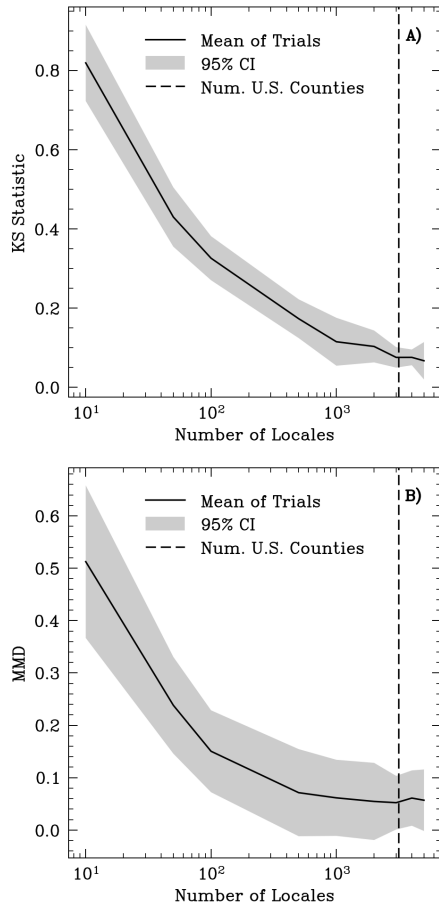 Mean of Trials
95% CI
Num. U.S. Counties
A)
0.8
0.6
0.4
0.2
0.0
KS Statistic
10¹ 10² 10³
Number of Locales
Mean of Trials
95% CI
Num. U.S. Counties
B)
0.6
0.5
0.4
0.3
0.2
0.1
0.0
MMD
10¹ 10² 10³
Number of Locales